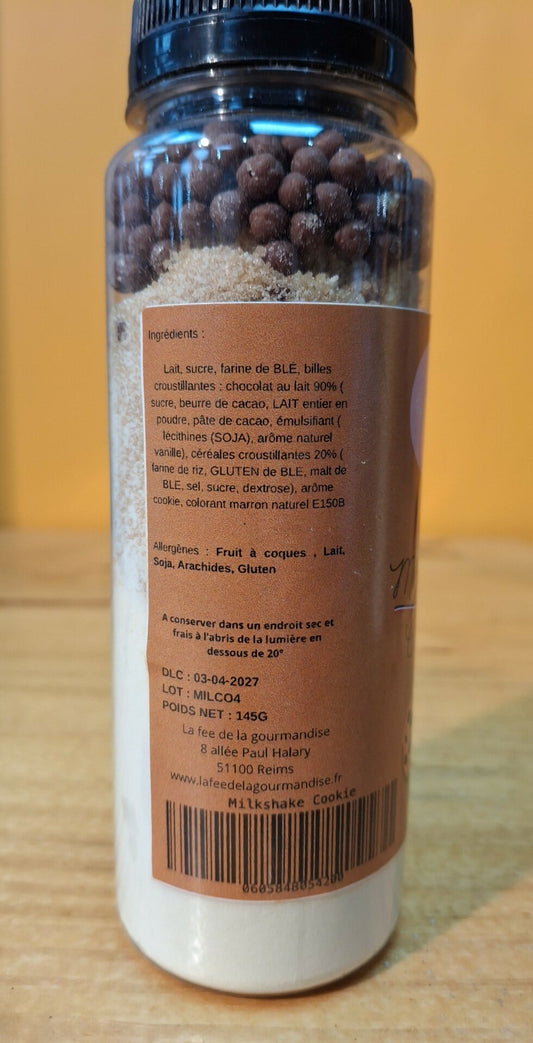 Ingrédients :
Lait, sucre, farine de BLÉ, billes
croustillantes : chocolat au lait 90% (
sucre, beurre de cacao, LAIT entier en
poudre, pâte de cacao, émulsifiant (
lécithines (SOJA), arôme naturel
vanille), céréales croustillantes 20% (
farine de riz, GLUTEN de BLE, malt de
BLE, sel, sucre, dextrose), arôme
cookie, colorant marron naturel E150B
Allergènes : Fruit à coques , Lait,
Soja, Arachides, Gluten
A conserver dans un endroit sec et
frais à l'abris de la lumière en
dessous de 20°
DLC : 03-04-2027
LOT : MILCO4
POIDS NET : 145G
La fee de la gourmandise
8 allée Paul Halary
51100 Reims
www.lafeedelagourmandise.fr
Milkshake Cookie
0605848054200